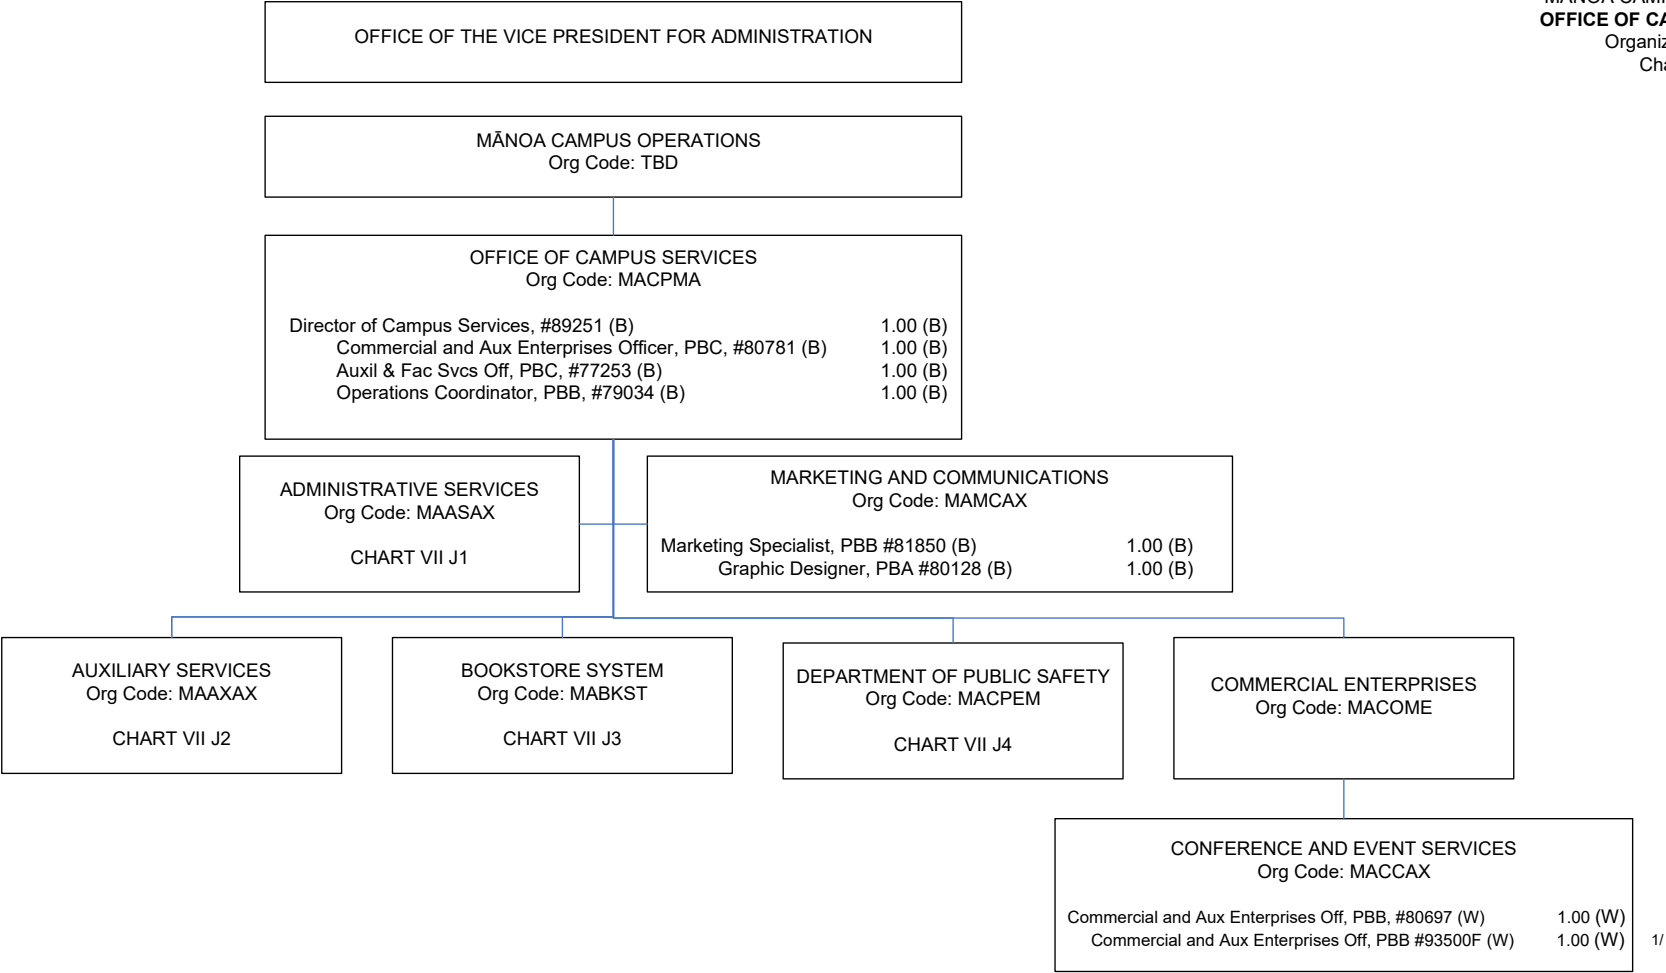 OFFICE OF THE VICE PRESIDENT FOR ADMINISTRATION
OFFICE OF
MĀNOA CAMPUS OPERATIONS
Org Code: TBD
OFFICE OF CAMPUS SERVICES
Org Code: MACPMA
Director of Campus Services, #89251 (B) 1.00 (B)
Commercial and Aux Enterprises Officer, PBC, #80781 (B) 1.00 (B)
Auxil & Fac Svcs Off, PBC, #77253 (B) 1.00 (B)
Operations Coordinator, PBB, #79034 (B) 1.00 (B)
ADMINISTRATIVE SERVICES
Org Code: MAASAX
CHART VII J1
MARKETING AND COMMUNICATIONS
Org Code: MAMCAX
Marketing Specialist, PBB #81850 (B) 1.00 (B)
Graphic Designer, PBA #80128 (B) 1.00 (B)
AUXILIARY SERVICES
Org Code: MAAXAX
CHART VII J2
BOOKSTORE SYSTEM
Org Code: MABKST
CHART VII J3
DEPARTMENT OF PUBLIC SAFETY
Org Code: MACPEM
CHART VII J4
COMMERCIAL ENTERPRISES
Org Code: MACOME
CONFERENCE AND EVENT SERVICES
Org Code: MACCAX
Commercial and Aux Enterprises Off, PBB, #80697 (W) 1.00 (W)
Commercial and Aux Enterprises Off, PBB #93500F (W) 1.00 (W) 1/